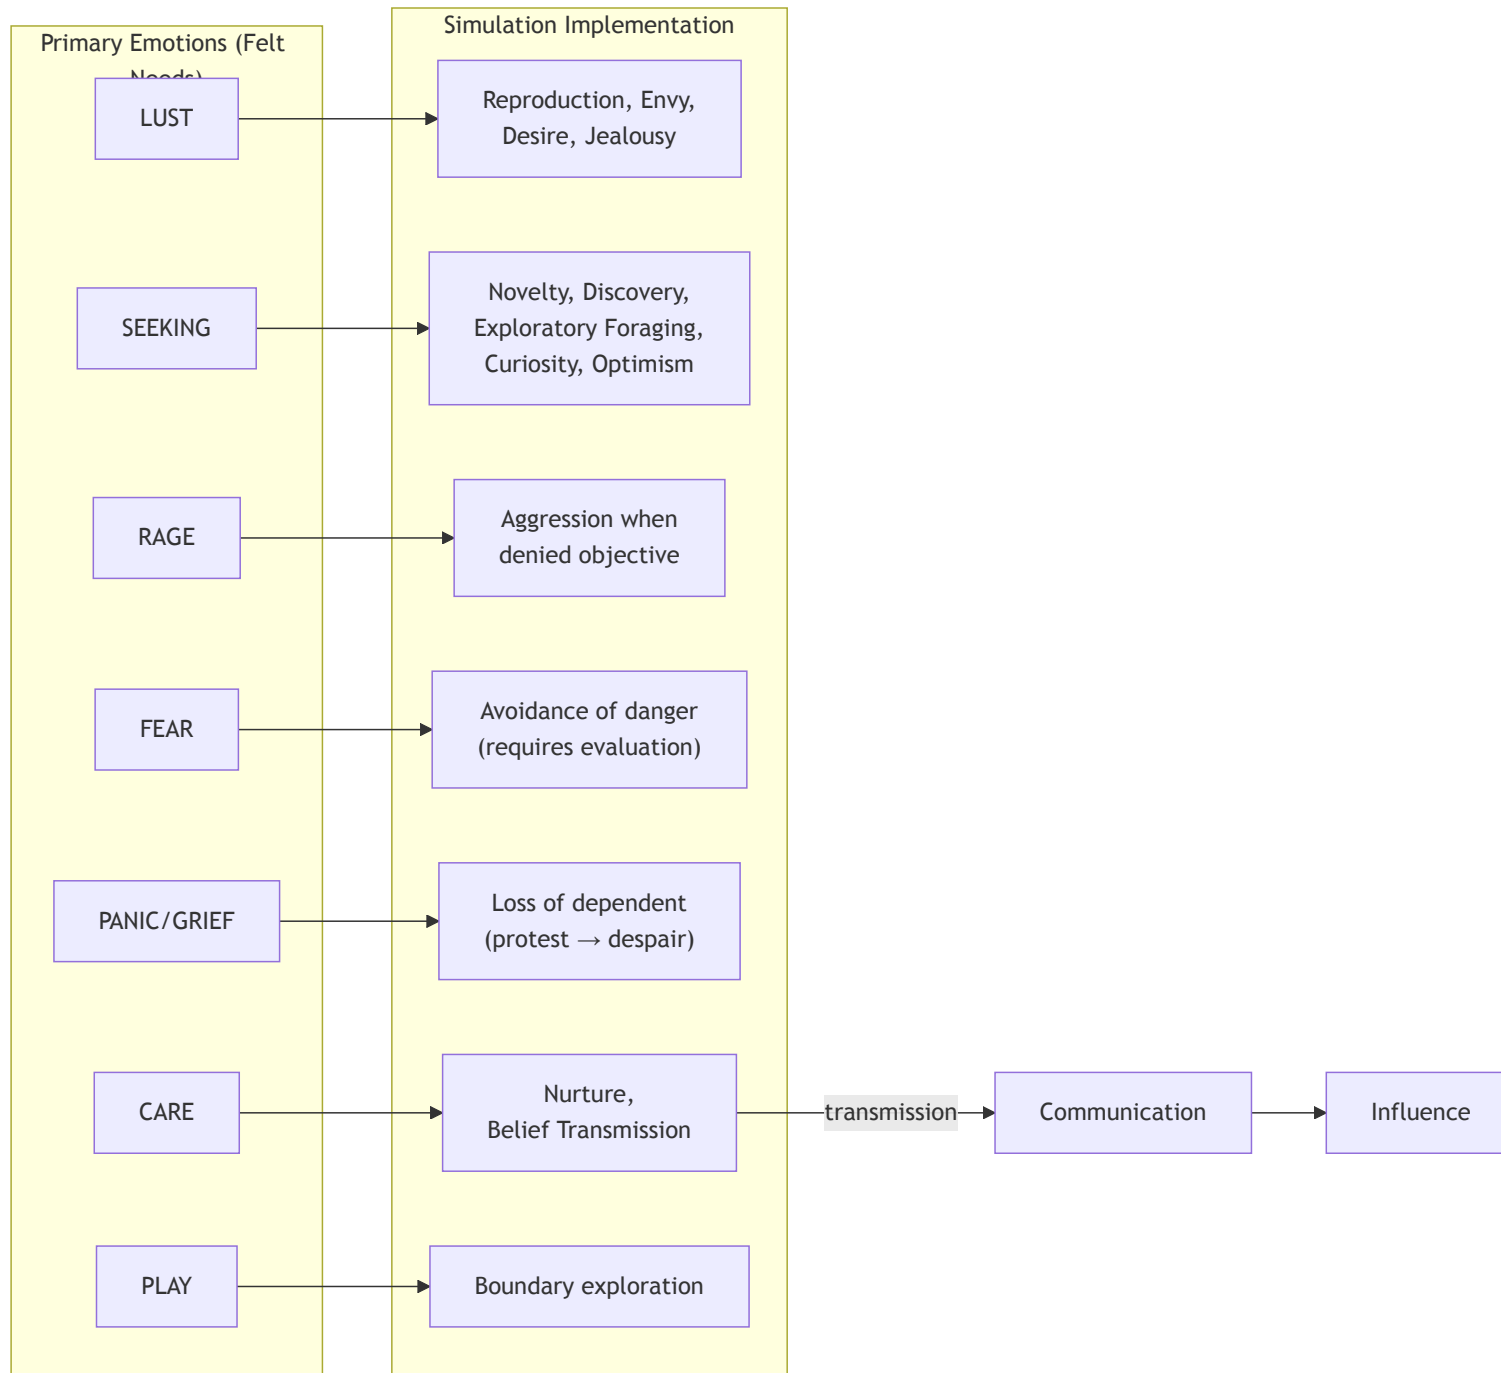 Primary Emotions (Felt
Needs)
Simulation Implementation
LUST
Reproduction, Envy,
Desire, Jealousy
SEEKING
Novelty, Discovery,
Exploratory Foraging,
Curiosity, Optimism
RAGE
Aggression when
denied objective
FEAR
Avoidance of danger
(requires evaluation)
PANIC/GRIEF
Loss of dependent
(protest → despair)
CARE
Nurture,
Belief Transmission
transmission
Communication
Influence
PLAY
Boundary exploration